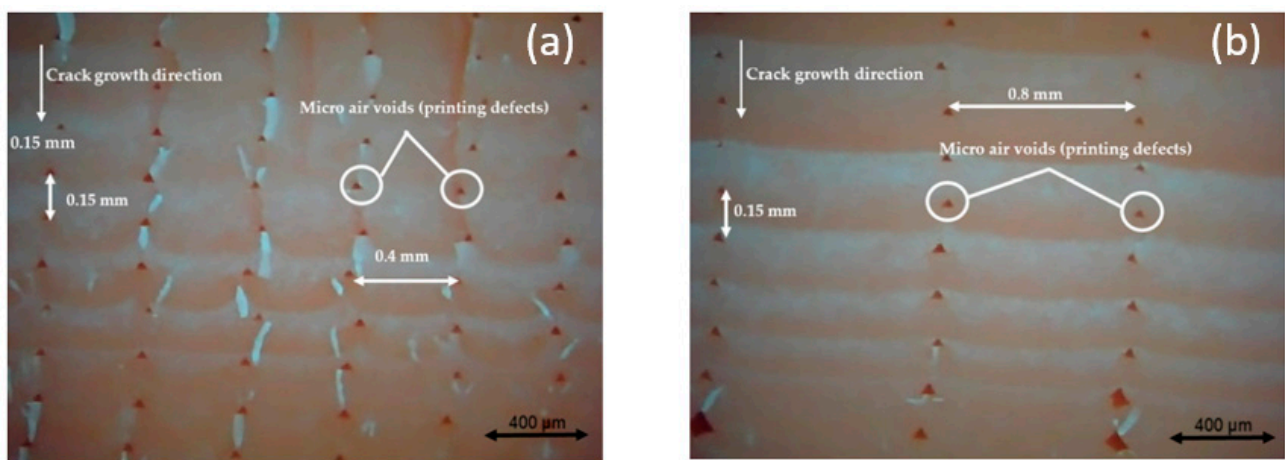 (a)
Crack growth direction
Micro air voids (printing defects)
0.15 mm
0.15 mm
0.4 mm
400 µm
(b)
Crack growth direction
0.8 mm
Micro air voids (printing defects)
0.15 mm
400 µm